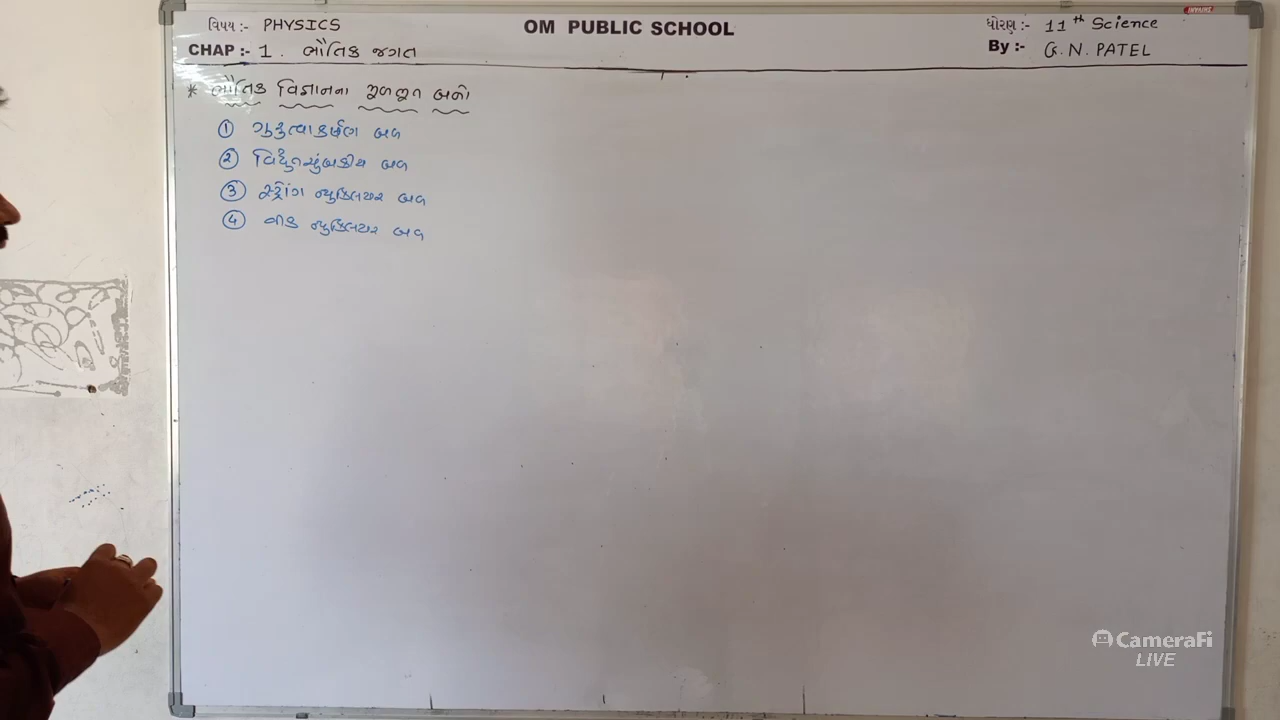 વિષય :- PHYSICS
OM PUBLIC SCHOOL
ધોરણ :- 11th Science
CHAP :- 1. ભૌતિક જગત
By :- G. N. PATEL
* ભૌતિક વિજ્ઞાનના મૂળભૂત બળો
① ગુરુત્વાકર્ષણ બળ
② વિદ્યુતચુંબકીય બળ
③ સ્ટ્રોંગ ન્યુક્લિયર બળ
④ વીક ન્યુક્લિયર બળ
CameraFi
LIVE